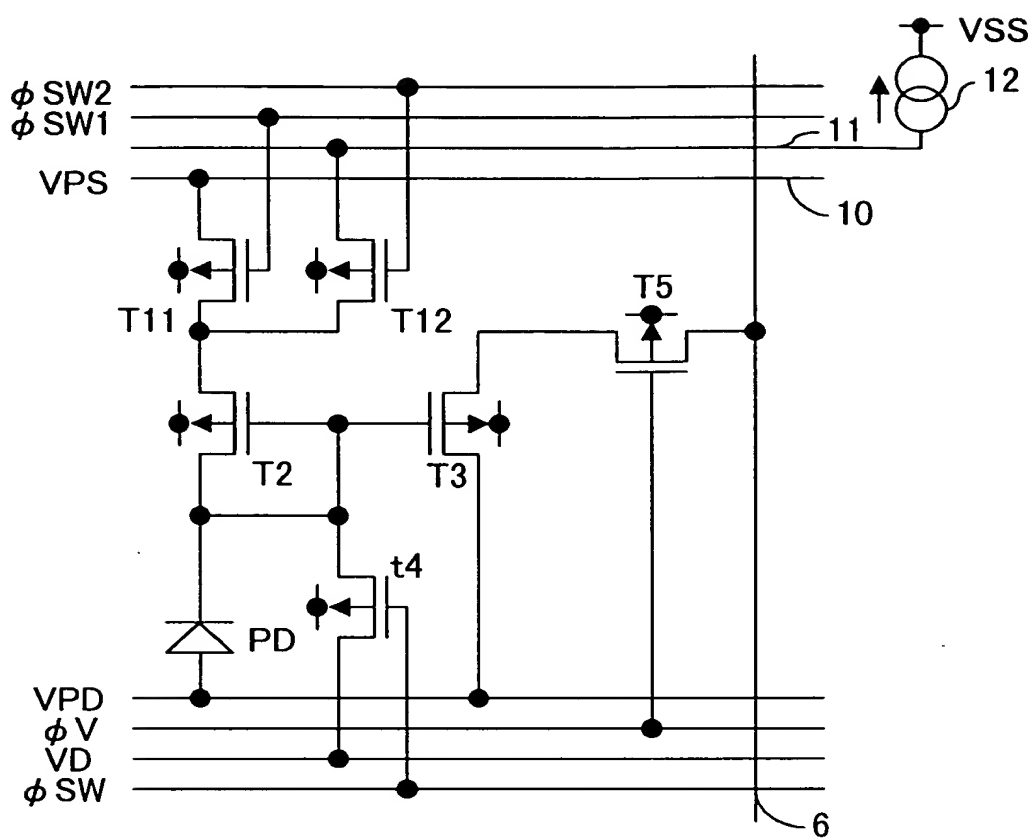 VSS
12
ϕ SW2
ϕ SW1
11
VPS
10
T11
T12
T5
T2
T3
t4
PD
VPD
ϕ V
VD
ϕ SW
6